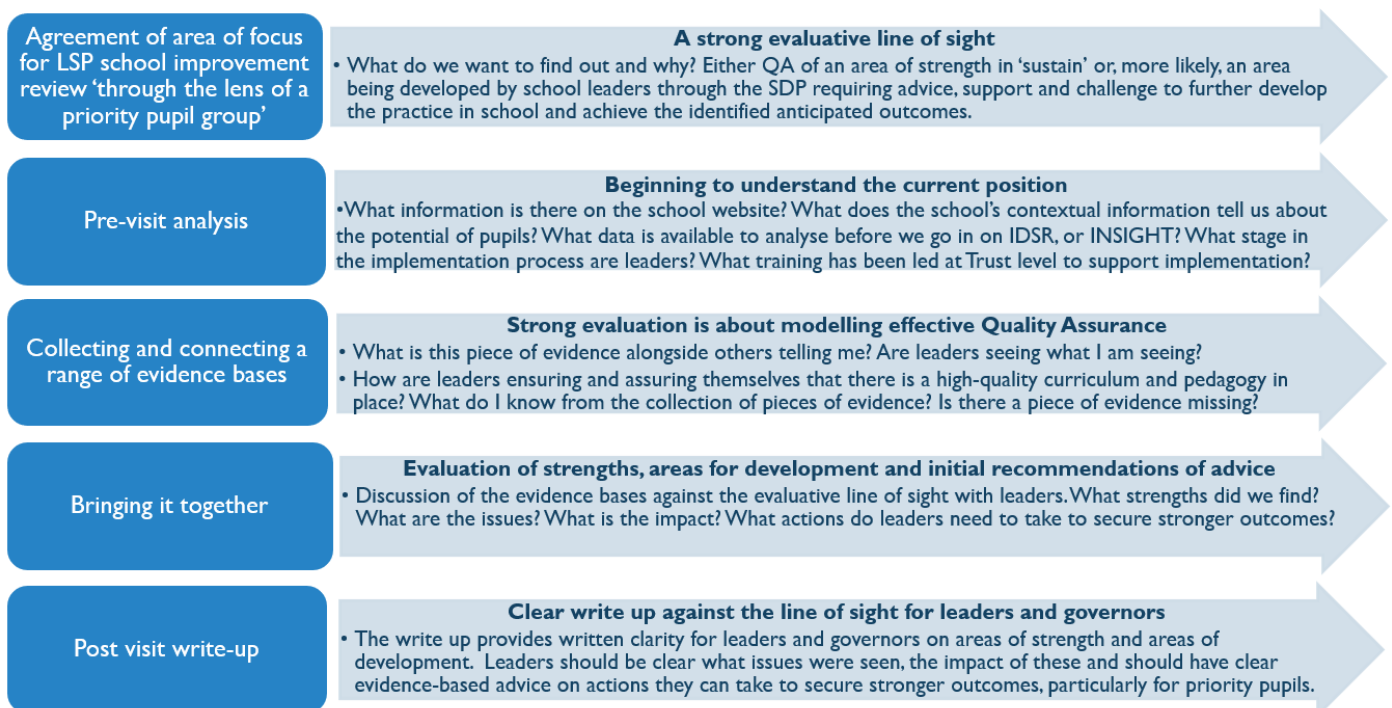 Agreement of area of focus
for LSP school improvement
review ‘through the lens of a
priority pupil group’
A strong evaluative line of sight
• What do we want to find out and why? Either QA of an area of strength in ‘sustain’ or, more likely, an area
being developed by school leaders through the SDP requiring advice, support and challenge to further develop
the practice in school and achieve the identified anticipated outcomes.
Pre-visit analysis
Beginning to understand the current position
•What information is there on the school website? What does the school’s contextual information tell us about
the potential of pupils? What data is available to analyse before we go in on IDSR, or INSIGHT? What stage in
the implementation process are leaders? What training has been led at Trust level to support implementation?
Collecting and connecting a
range of evidence bases
Strong evaluation is about modelling effective Quality Assurance
• What is this piece of evidence alongside others telling me? Are leaders seeing what I am seeing?
• How are leaders ensuring and assuring themselves that there is a high-quality curriculum and pedagogy in
place? What do I know from the collection of pieces of evidence? Is there a piece of evidence missing?
Bringing it together
Evaluation of strengths, areas for development and initial recommendations of advice
• Discussion of the evidence bases against the evaluative line of sight with leaders. What strengths did we find?
What are the issues? What is the impact? What actions do leaders need to take to secure stronger outcomes?
Post visit write-up
Clear write up against the line of sight for leaders and governors
• The write up provides written clarity for leaders and governors on areas of strength and areas of
development. Leaders should be clear what issues were seen, the impact of these and should have clear
evidence-based advice on actions they can take to secure stronger outcomes, particularly for priority pupils.